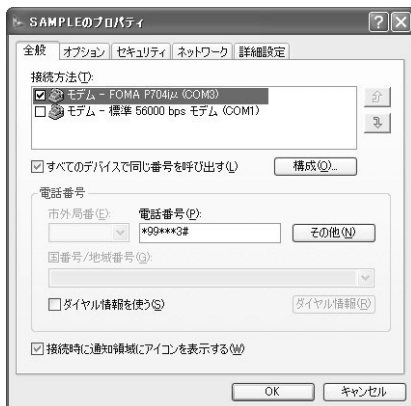 SAMPLEのプロパティ
全般 オプション セキュリティ ネットワーク 詳細設定
接続方法(T):
モデム - FOMA P704iμ (COM3)
モデム - 標準 56000 bps モデム (COM1)
すべてのデバイスで同じ番号を呼び出す(L) 構成(O)...
電話番号
市外局番(E): 電話番号(P):
*99***3# その他(N)
国番号/地域番号(G):
ダイヤル情報を使う(S) ダイヤル情報(R)
接続時に通知領域にアイコンを表示する(W)
OK キャンセル